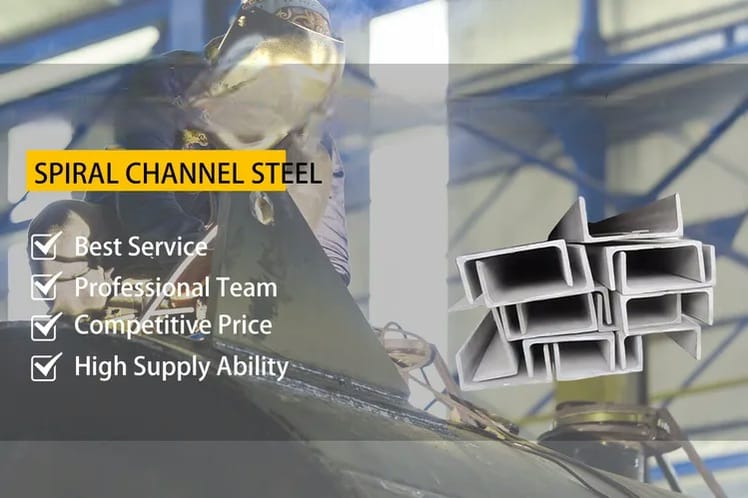 SPIRAL CHANNEL STEEL
Best Service
Professional Team
Competitive Price
High Supply Ability